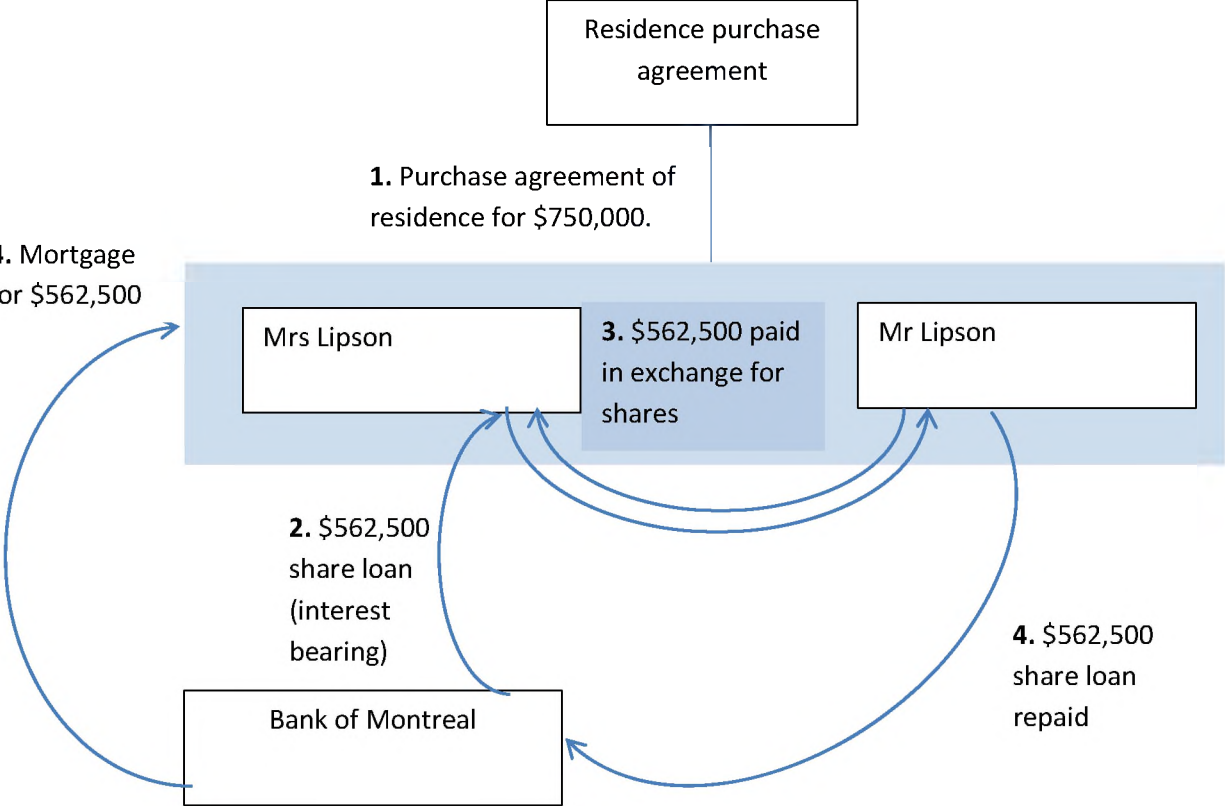 Residence purchase
agreement
1. Purchase agreement of
residence for $750,000.
4. Mortgage
or $562,500
Mrs Lipson
3. $562,500 paid
in exchange for
shares
Mr Lipson
2. $562,500
share loan
(interest
bearing)
4. $562,500
share loan
repaid
Bank of Montreal